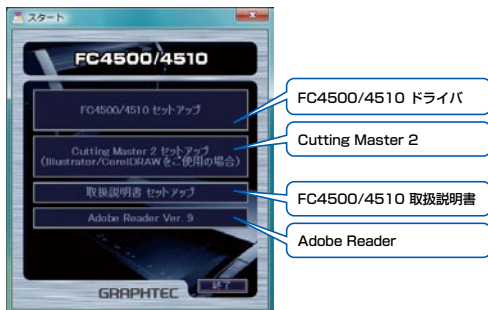 スタート
FC4500/4510
FC4500/4510 セットアップ
Cutting Master 2 セットアップ
(Illustrator/CorelDRAWをご使用の場合)
取扱説明書 セットアップ
Adobe Reader Ver. 9
GRAPHTEC
終了
FC4500/4510 ドライバ
Cutting Master 2
FC4500/4510 取扱説明書
Adobe Reader